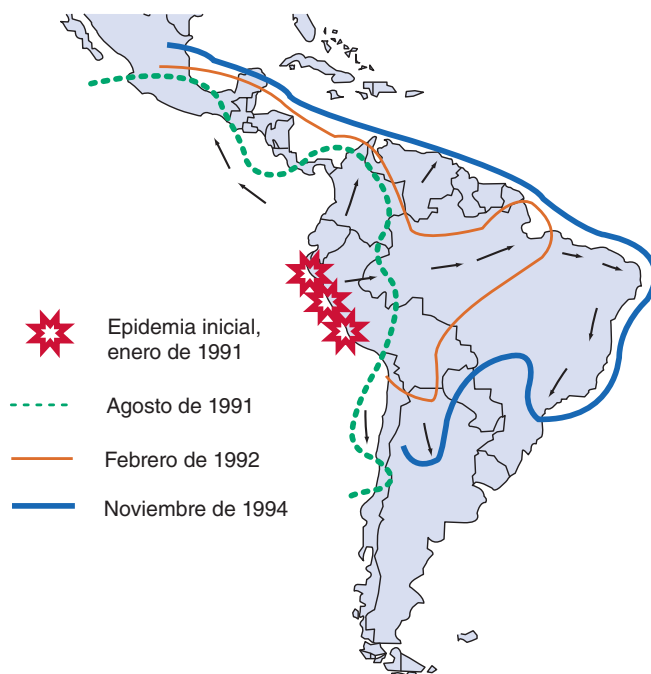 Epidemia inicial,
enero de 1991
Agosto de 1991
Febrero de 1992
Noviembre de 1994